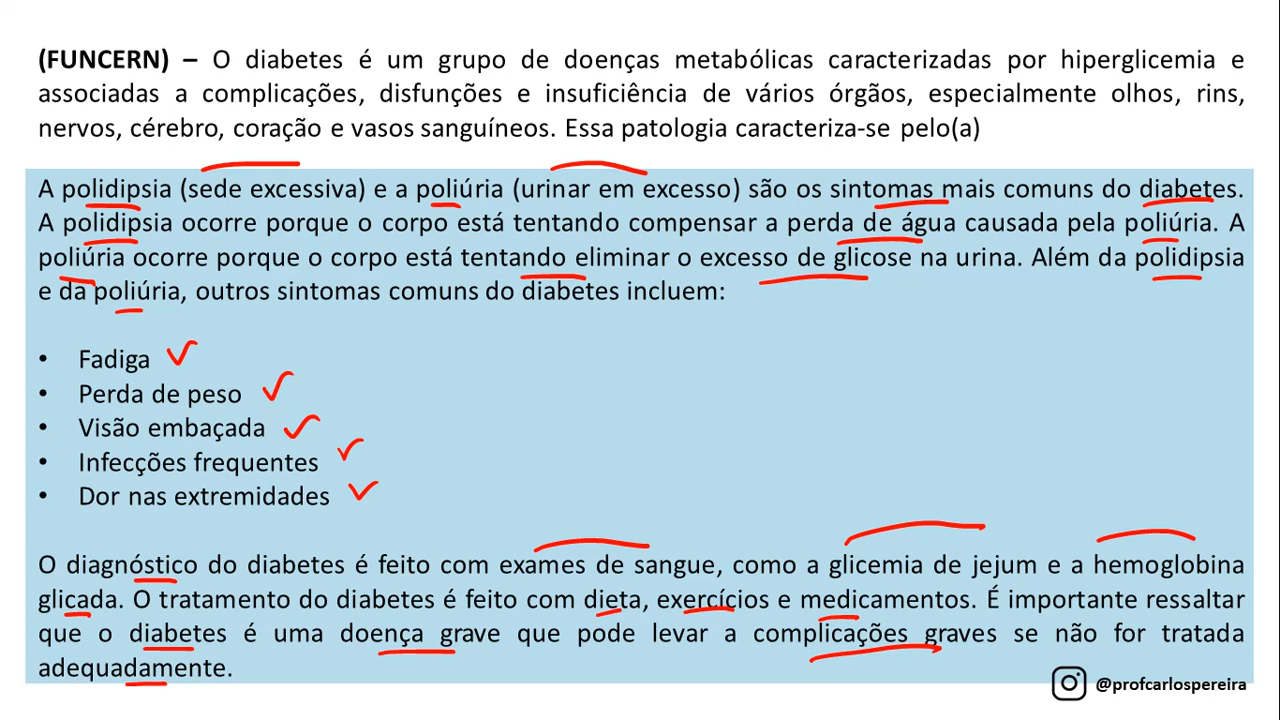 (FUNCERN) – O diabetes é um grupo de doenças metabólicas caracterizadas por hiperglicemia e
associadas a complicações, disfunções e insuficiência de vários órgãos, especialmente olhos, rins,
nervos, cérebro, coração e vasos sanguíneos. Essa patologia caracteriza-se pelo(a)
A polidipsia (sede excessiva) e a poliúria (urinar em excesso) são os sintomas mais comuns do diabetes.
A polidipsia ocorre porque o corpo está tentando compensar a perda de água causada pela poliúria. A
poliúria ocorre porque o corpo está tentando eliminar o excesso de glicose na urina. Além da polidipsia
e da poliúria, outros sintomas comuns do diabetes incluem:
• Fadiga
• Perda de peso
• Visão embaçada
• Infecções frequentes
• Dor nas extremidades
O diagnóstico do diabetes é feito com exames de sangue, como a glicemia de jejum e a hemoglobina
glicada. O tratamento do diabetes é feito com dieta, exercícios e medicamentos. É importante ressaltar
que o diabetes é uma doença grave que pode levar a complicações graves se não for tratada
adequadamente.
@profcarlospereira